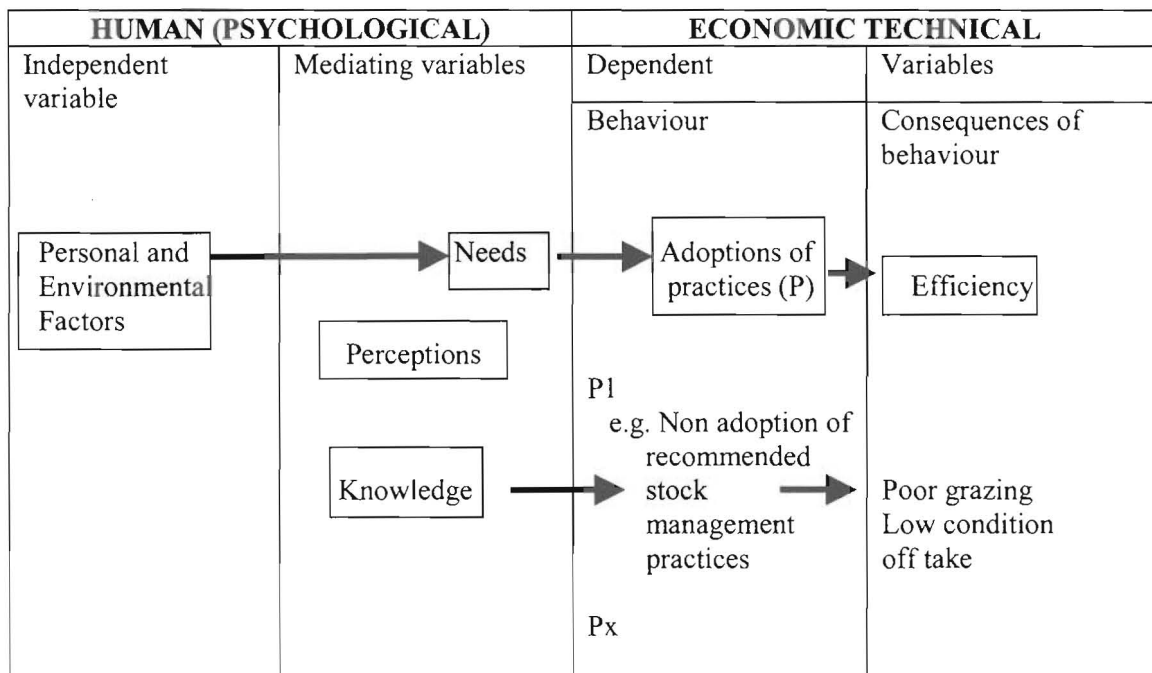 HUMAN (PSYCHOLOGICAL)
ECONOMIC TECHNICAL
Independent
variable
Mediating variables
Dependent
Variables
Behaviour
Consequences of
behaviour
Personal and
Environmental
Factors
Needs
Adoptions of
practices (P)
Efficiency
Perceptions
P1
e.g. Non adoption of
recommended
stock
management
practices
Knowledge
Poor grazing
Low condition
off take
Px